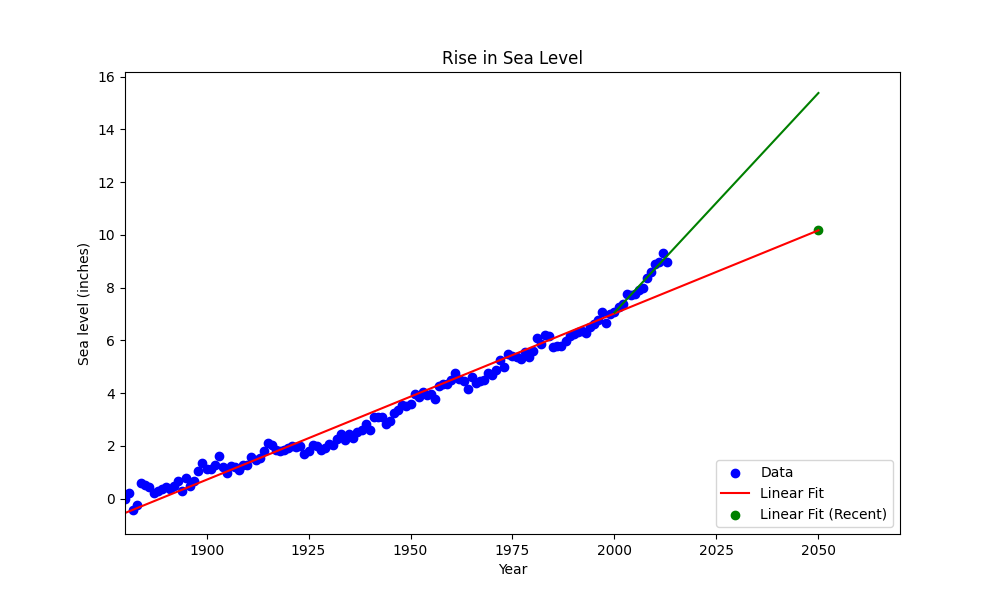 Rise in Sea Level
16
14
12
10
8
6
4
2
0
Sea level (inches)
1900 1925 1950 1975 2000 2025 2050
Year
Data
Linear Fit
Linear Fit (Recent)